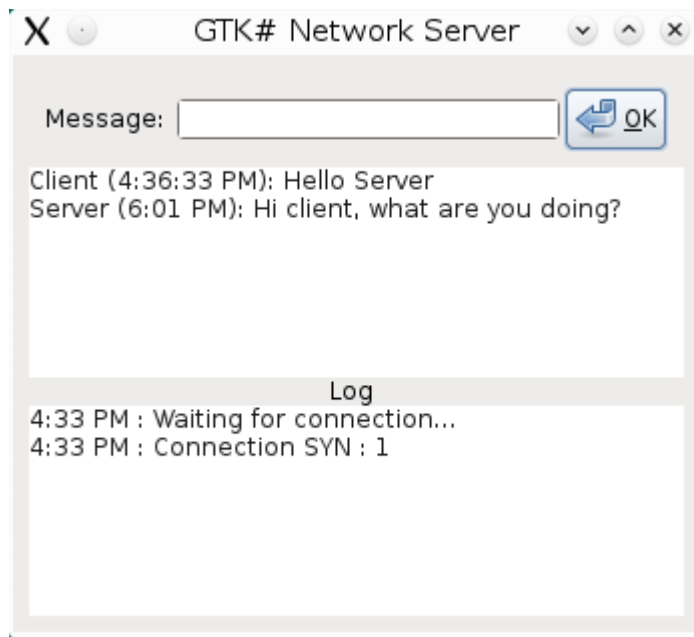 GTK# Network Server
Message: OK
Client (4:36:33 PM): Hello Server
Server (6:01 PM): Hi client, what are you doing?
Log
4:33 PM : Waiting for connection...
4:33 PM : Connection SYN : 1